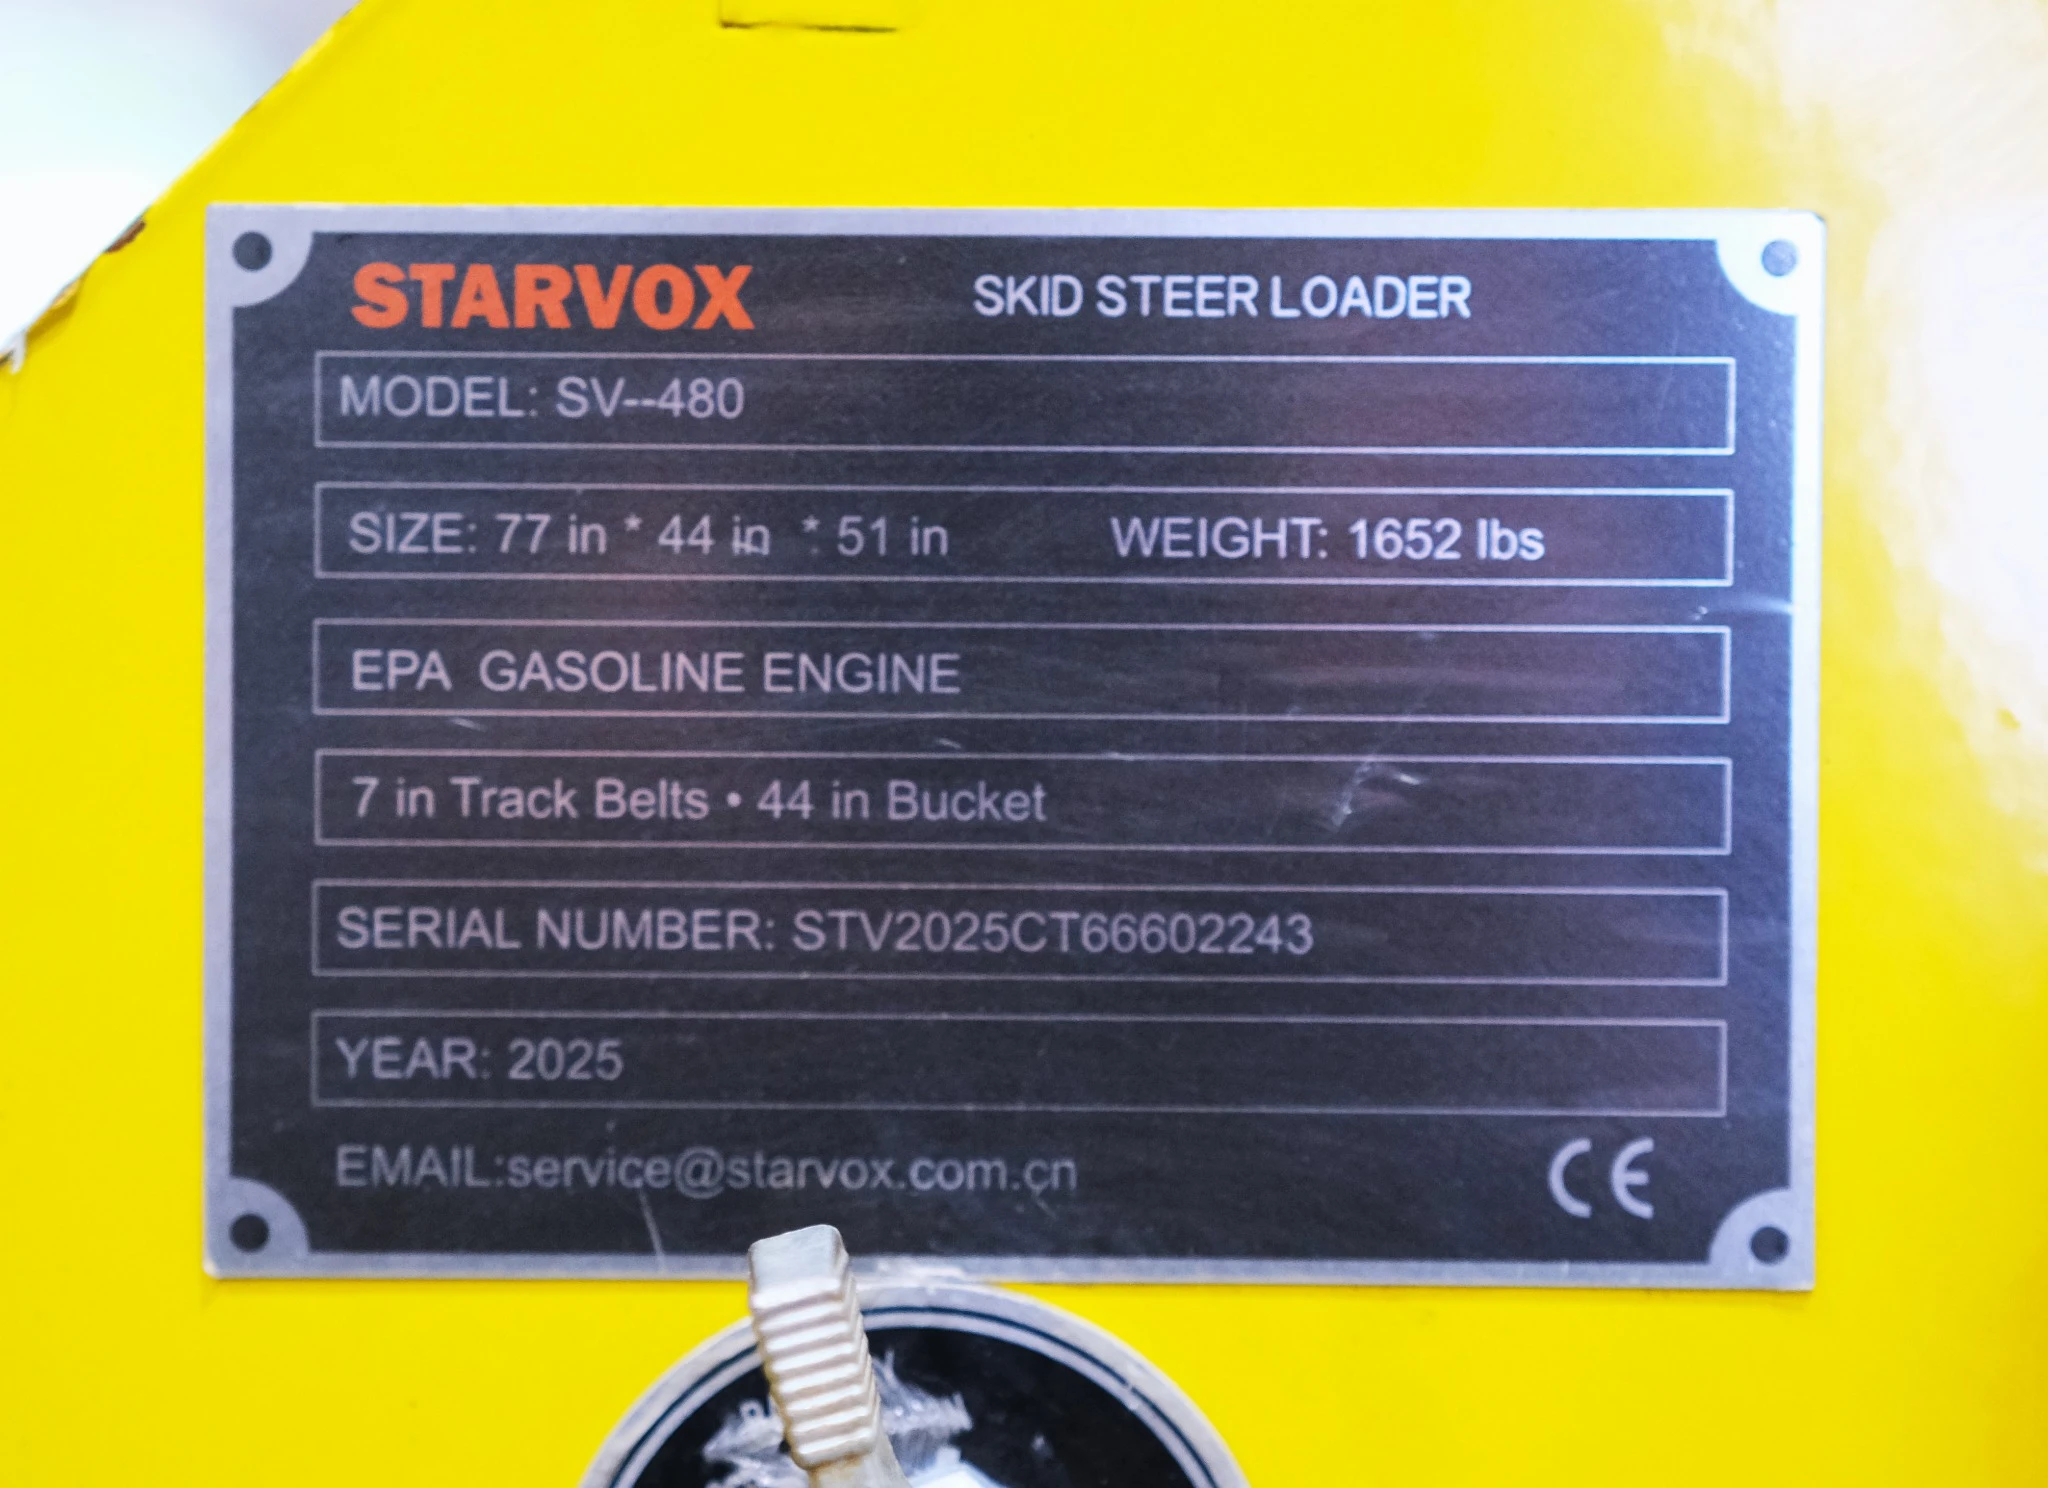 STARVOX SKID STEER LOADER
MODEL: SV--480
SIZE: 77 in * 44 in * 51 in WEIGHT: 1652 lbs
EPA GASOLINE ENGINE
7 in Track Belts • 44 in Bucket
SERIAL NUMBER: STV2025CT66602243
YEAR: 2025
EMAIL:service@starvox.com.cn CE